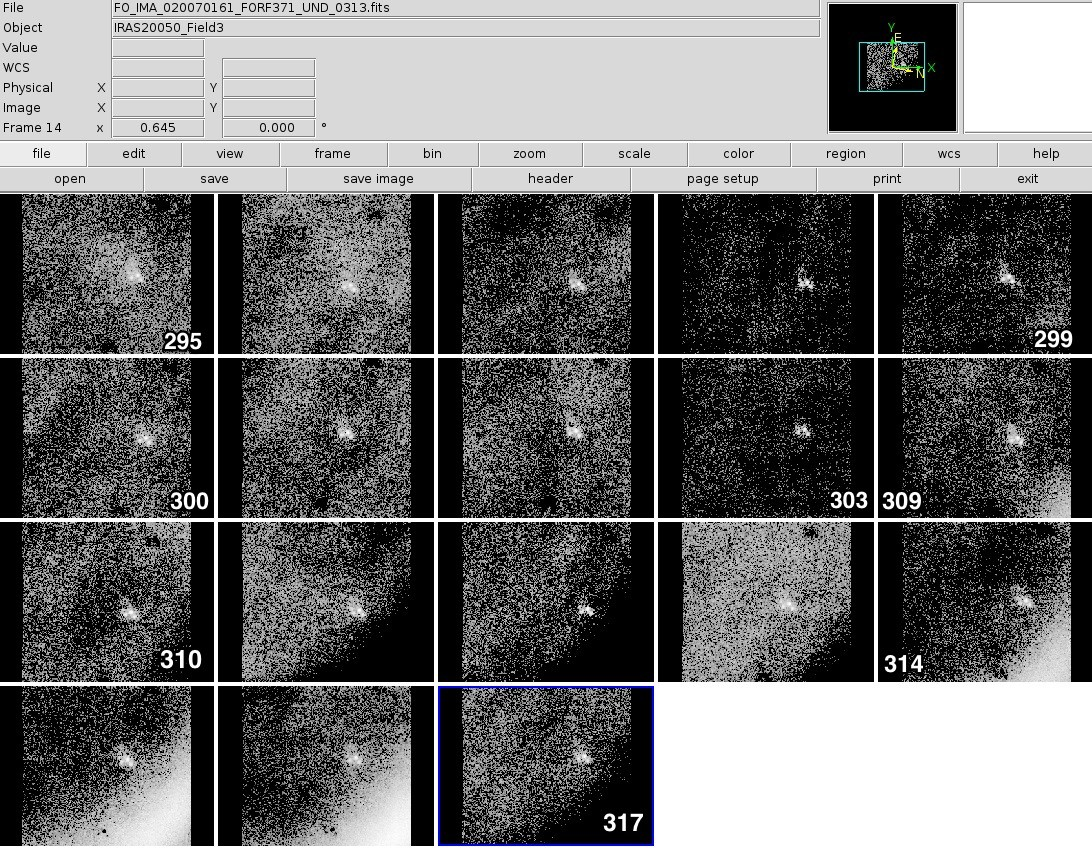 File FO_IMA_020070161_FORF371_UND_0313.fits
Object IRAS20050_Field3
Value
WCS
Physical X Y
Image X Y
Frame 14 x 0.645 0.000 °
Y
E
X
N
file edit view frame bin zoom scale color region wcs help
open save save image header page setup print exit
295 299
300 303 309
310 314
317